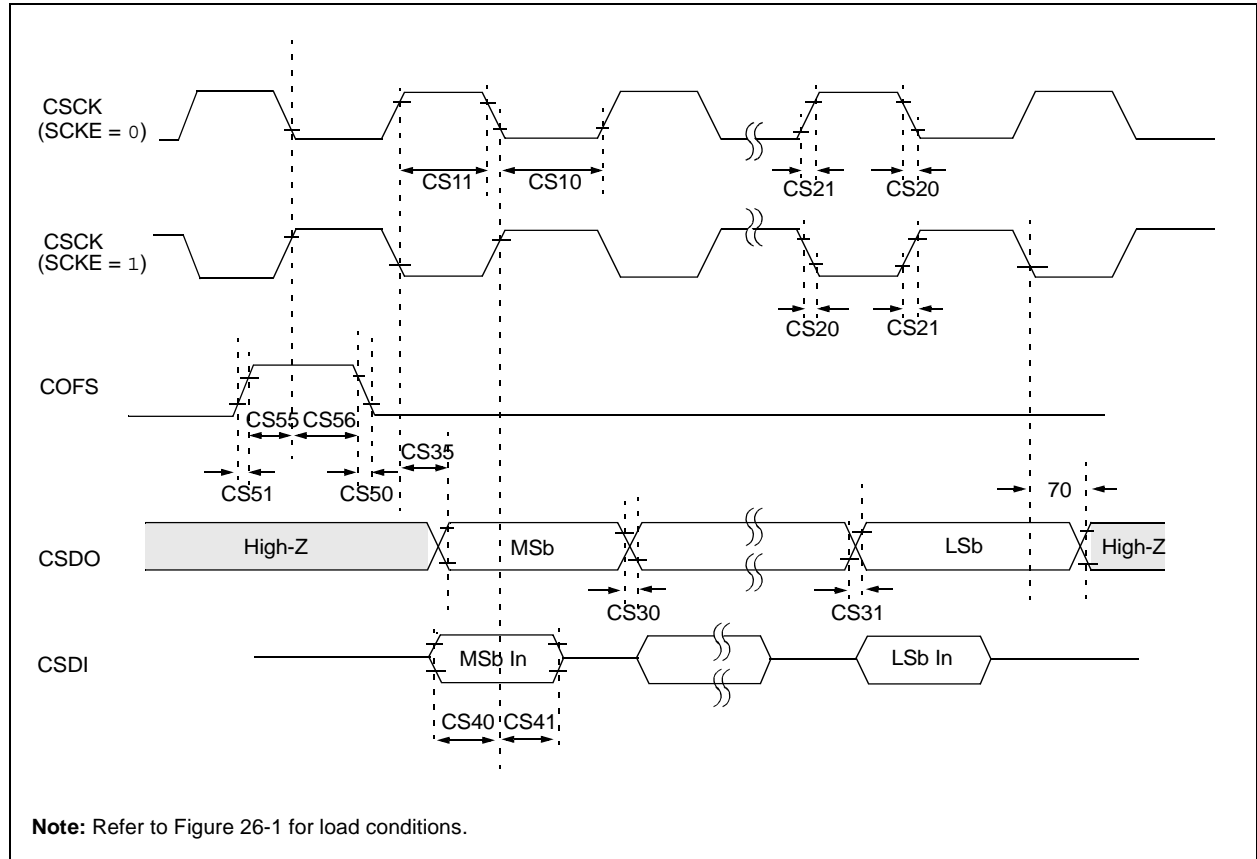 CSCK
(SCKE = 0)
CS11
CS10
CS21
CS20
CSCK
(SCKE = 1)
CS20
CS21
COFS
CS55
CS56
CS35
CS51
CS50
70
CSDO
High-Z
MSb
LSb
High-Z
CS30
CS31
CSDI
MSb In
LSb In
CS40
CS41
Note: Refer to Figure 26-1 for load conditions.